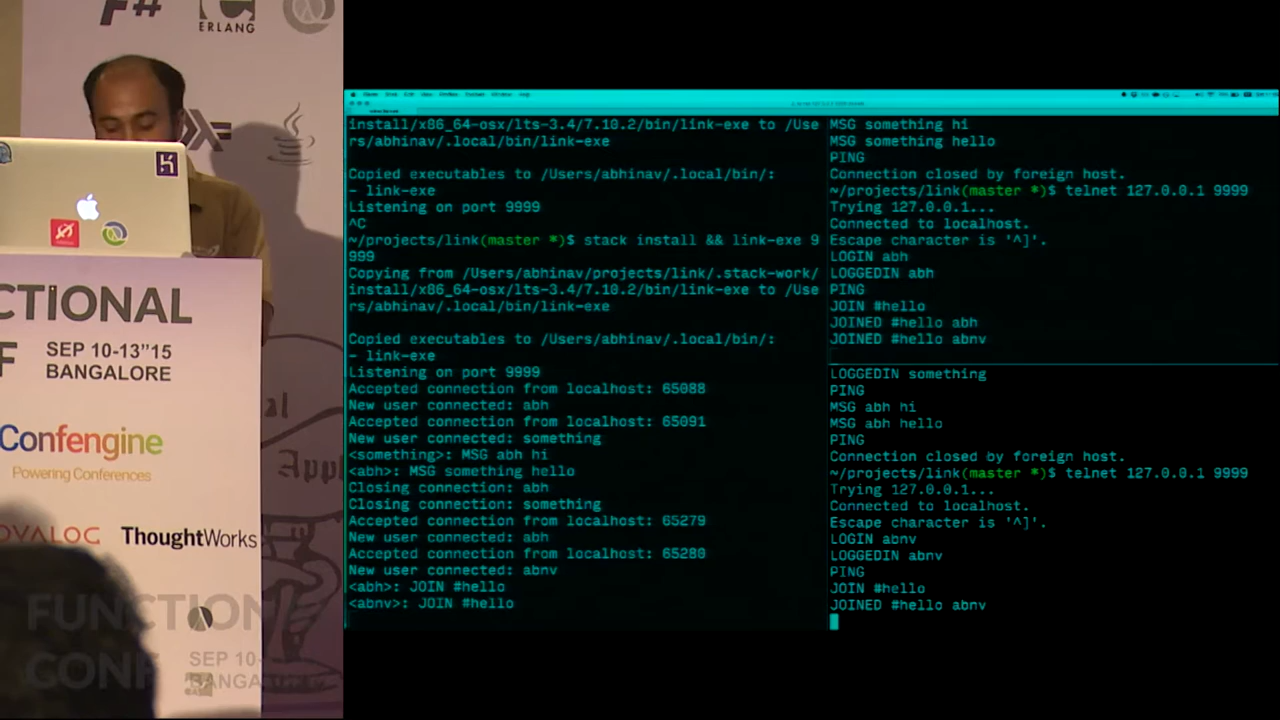 F#
ERLANG
CTIONAL
F
SEP 10-13"15
BANGALORE
Confengine
Powering Conferences
OVALOC
ThoughtWorks
FUNCTION
CONF
SEP 10-
BANGA
al
Appl
install/x86_64-osx/lts-3.4/7.10.2/bin/link-exe to /Use
rs/abhinav/.local/bin/link-exe
Copied executables to /Users/abhinav/.local/bin/:
- link-exe
Listening on port 9999
^C
~/projects/link(master *)$ stack install && link-exe 9
999
Copying from /Users/abhinav/projects/link/.stack-work/
install/x86_64-osx/lts-3.4/7.10.2/bin/link-exe to /Use
rs/abhinav/.local/bin/link-exe
Copied executables to /Users/abhinav/.local/bin/:
- link-exe
Listening on port 9999
Accepted connection from localhost: 65088
New user connected: abh
Accepted connection from localhost: 65091
New user connected: something
<something>: MSG abh hi
<abh>: MSG something hello
Closing connection: abh
Closing connection: something
Accepted connection from localhost: 65279
New user connected: abh
Accepted connection from localhost: 65280
New user connected: abnv
<abh>: JOIN #hello
<abnv>: JOIN #hello
MSG something hi
MSG something hello
PING
Connection closed by foreign host.
~/projects/link(master *)$ telnet 127.0.0.1 9999
Trying 127.0.0.1...
Connected to localhost.
Escape character is '^]'.
LOGIN abh
LOGGEDIN abh
PING
JOIN #hello
JOINED #hello abh
JOINED #hello abnv
LOGGEDIN something
PING
MSG abh hi
MSG abh hello
PING
Connection closed by foreign host.
~/projects/link(master *)$ telnet 127.0.0.1 9999
Trying 127.0.0.1...
Connected to localhost.
Escape character is '^]'.
LOGIN abnv
LOGGEDIN abnv
PING
JOIN #hello
JOINED #hello abnv